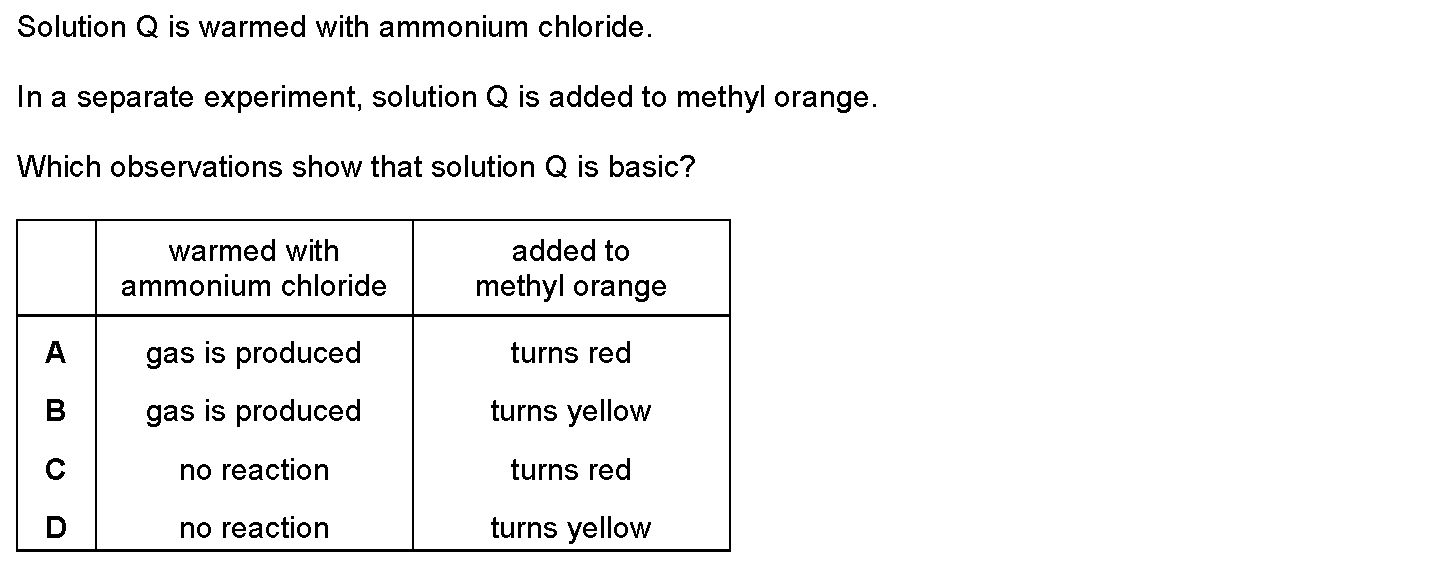 Solution Q is warmed with ammonium chloride.
In a separate experiment, solution Q is added to methyl orange.
Which observations show that solution Q is basic?
warmed with added to
ammonium chloride methyl orange
A gas is produced turns red
B gas is produced turns yellow
C no reaction turns red
D no reaction turns yellow